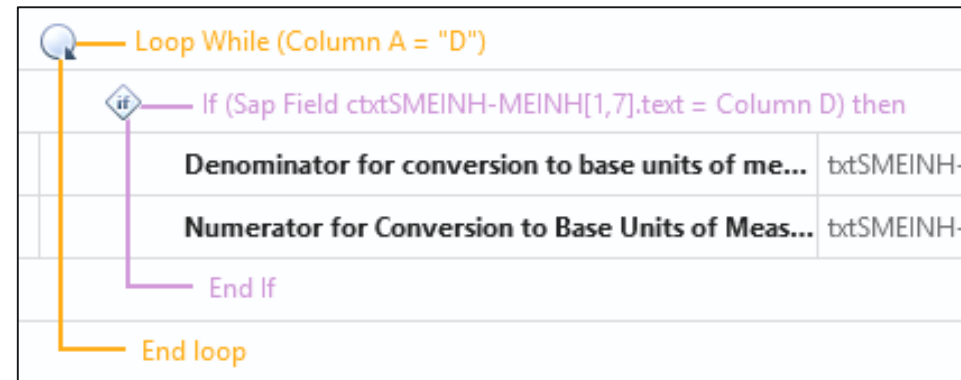 Loop While (Column A = "D")
if If (Sap Field ctxtSMEINH-MEINH[1,7].text = Column D) then
Denominator for conversion to base units of me... txtSMEINH-
Numerator for Conversion to Base Units of Meas... txtSMEINH-
End If
End loop